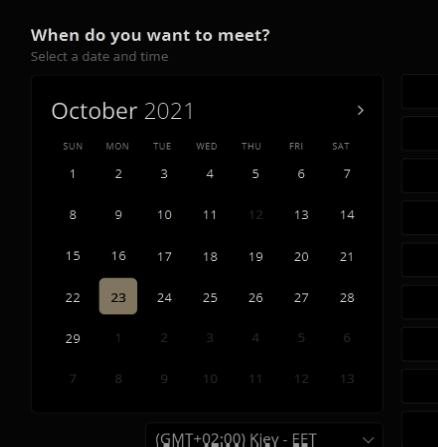 When do you want to meet?
Select a date and time
October 2021 >
SUN MON TUE WED THU FRI SAT
1 2 3 4 5 6 7
8 9 10 11 12 13 14
15 16 17 18 19 20 21
22 23 24 25 26 27 28
29 1 2 3 4 5 6
7 8 9 10 11 12 13
(GMT+02:00) Kiev - EET